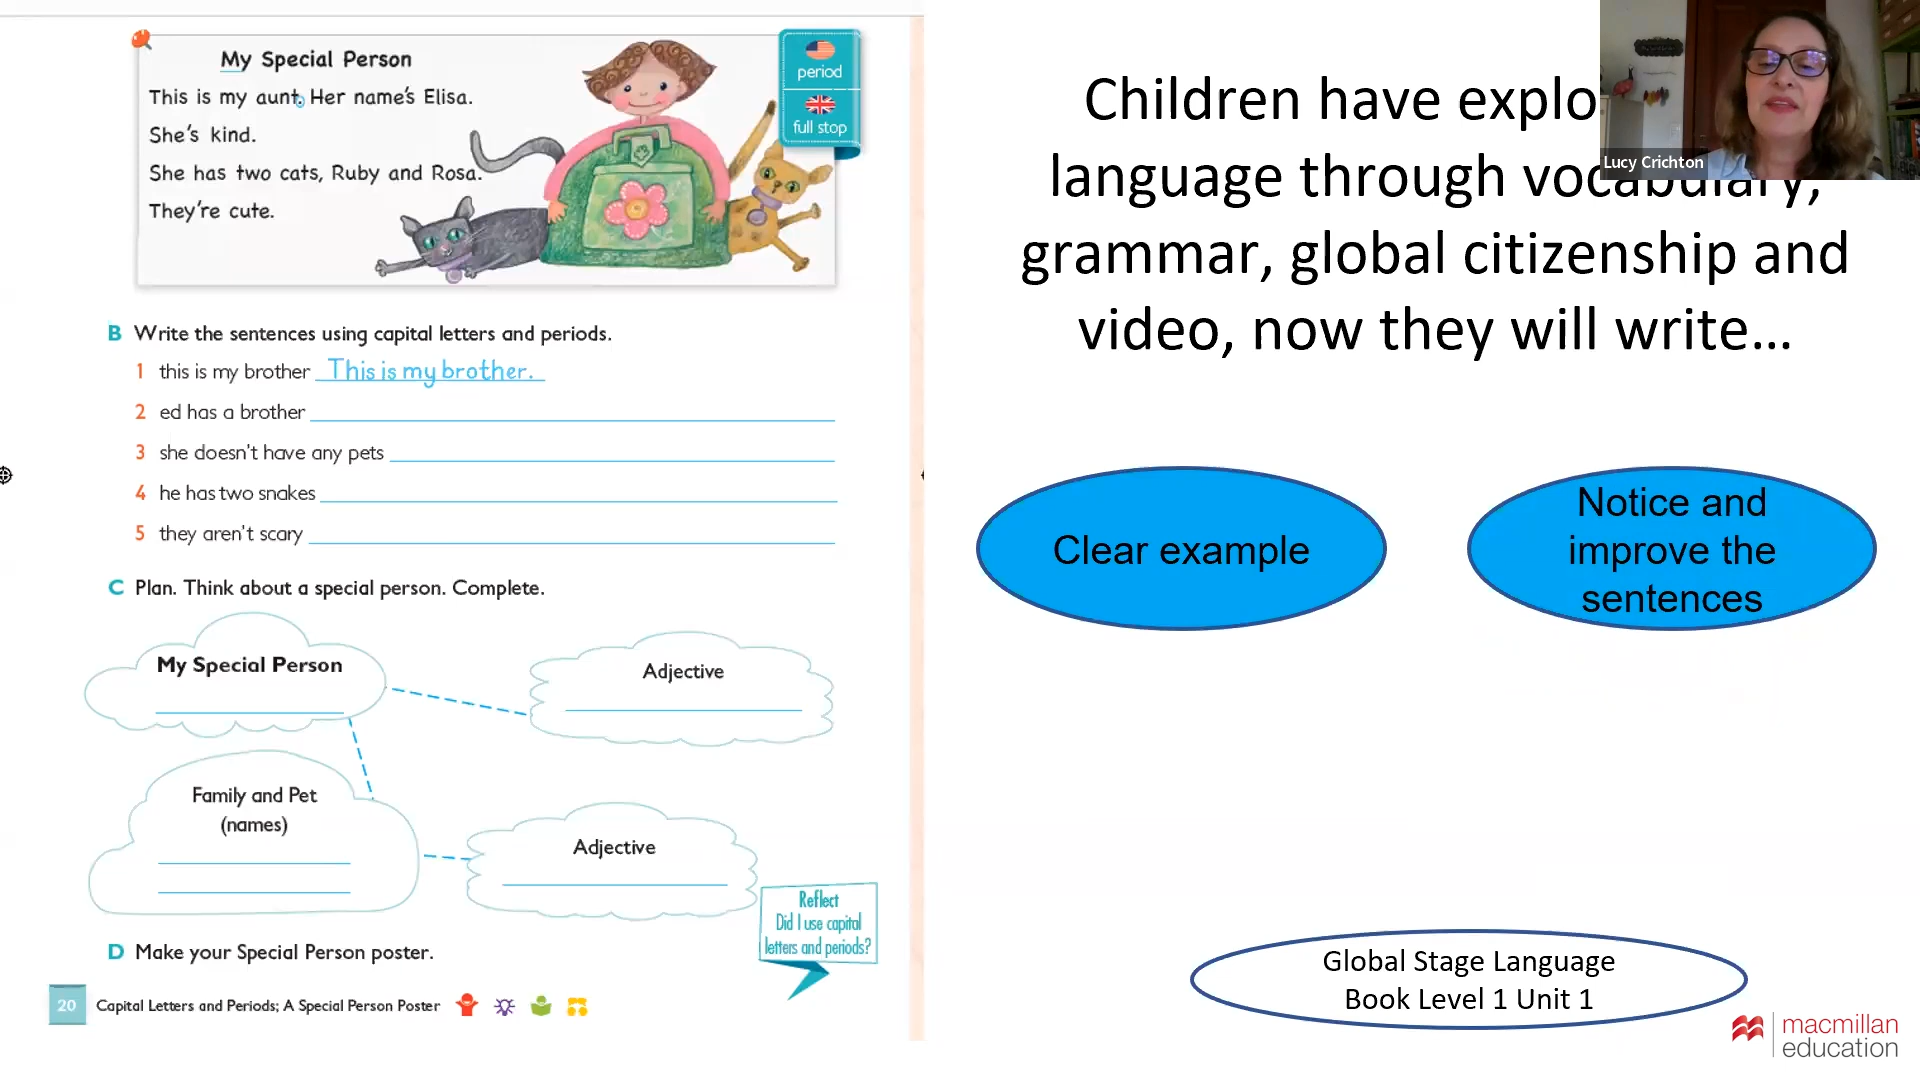 My Special Person
This is my aunt. Her name's Elisa.
She's kind.
She has two cats, Ruby and Rosa.
They're cute.
period
full stop
B Write the sentences using capital letters and periods.
1 this is my brother This is my brother.
2 ed has a brother
3 she doesn't have any pets
4 he has two snakes
5 they aren't scary
C Plan. Think about a special person. Complete.
My Special Person
Adjective
Family and Pet
(names)
Adjective
Reflect
Did I use capital
letters and periods?
D Make your Special Person poster.
20 Capital Letters and Periods; A Special Person Poster
Children have explo
language through vocabulary,
grammar, global citizenship and
video, now they will write...
Lucy Crichton
Clear example
Notice and
improve the
sentences
Global Stage Language
Book Level 1 Unit 1
macmillan
education